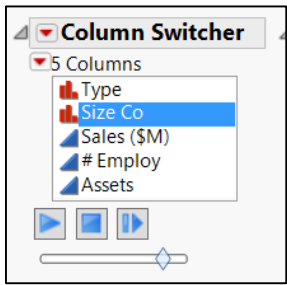 Column Switcher
5 Columns
Type
Size Co
Sales ($M)
# Employ
Assets